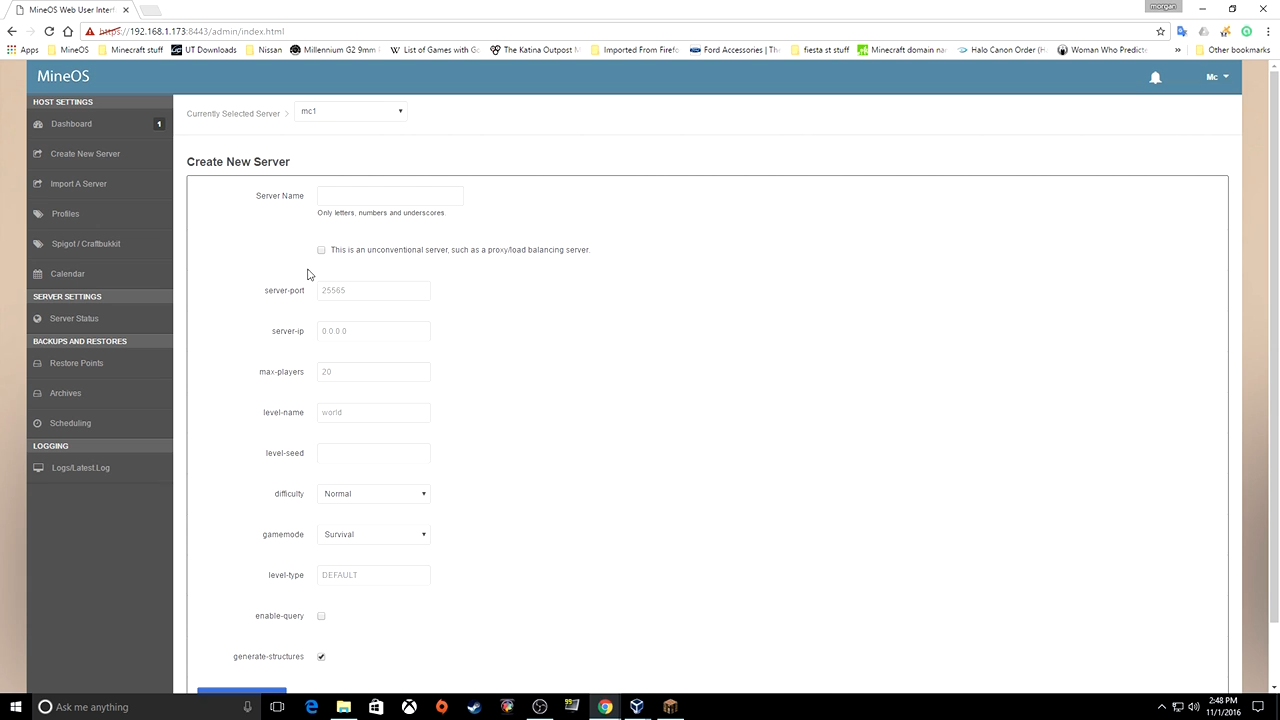 morgan
MineOS Web User Interf
https://192.168.1.173:8443/admin/index.html
Apps
MineOS
Minecraft stuff
UT Downloads
Nissan
Millennium G2 9mm
List of Games with G
The Katina Outpost
Imported From Firefo
Ford Accessories | Th
fiesta st stuff
Minecraft domain na
Halo Canon Order (H
Woman Who Predicte
»
Other bookmarks
MineOS
Mc
HOST SETTINGS
Dashboard
1
Create New Server
Import A Server
Profiles
Spigot / Craftbukkit
Calendar
SERVER SETTINGS
Server Status
BACKUPS AND RESTORES
Restore Points
Archives
Scheduling
LOGGING
Logs/Latest.Log
Currently Selected Server
mc1
Create New Server
Server Name
Only letters, numbers and underscores.
This is an unconventional server, such as a proxy/load balancing server.
server-port
25565
server-ip
0.0.0.0
max-players
20
level-name
world
level-seed
difficulty
Normal
gamemode
Survival
level-type
DEFAULT
enable-query
generate-structures
Ask me anything
99
2:48 PM
11/1/2016